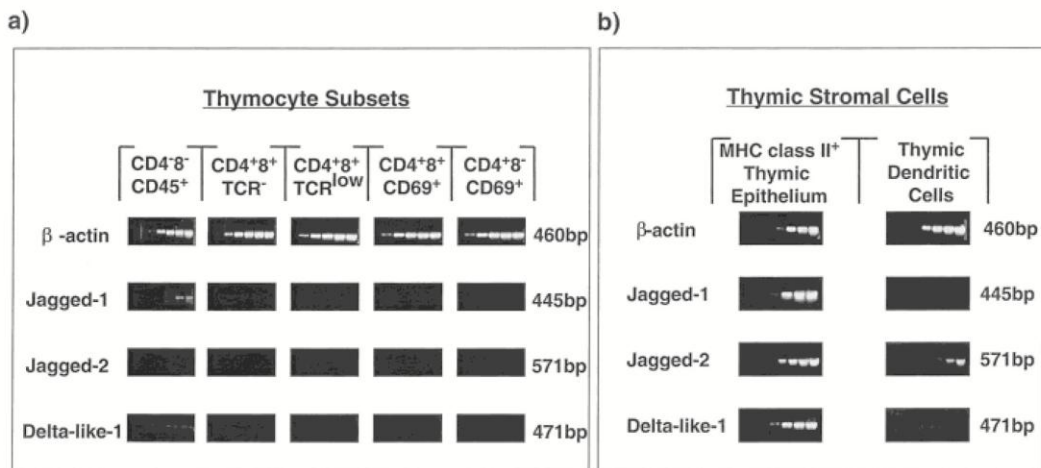 a)
Thymocyte Subsets
CD4⁻8⁻ CD45⁺
CD4⁺8⁺ TCR⁻
CD4⁺8⁺ TCRˡᵒʷ
CD4⁺8⁺ CD69⁺
CD4⁺8⁻ CD69⁺
β -actin 460bp
Jagged-1 445bp
Jagged-2 571bp
Delta-like-1 471bp
b)
Thymic Stromal Cells
MHC class II⁺ Thymic Epithelium
Thymic Dendritic Cells
β-actin 460bp
Jagged-1 445bp
Jagged-2 571bp
Delta-like-1 471bp